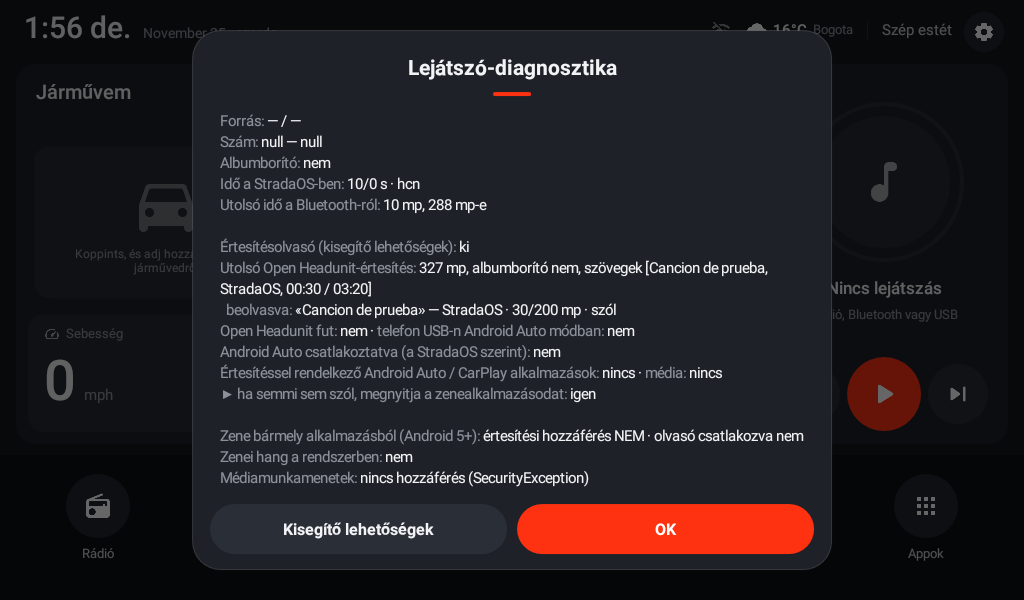 1:56 de.
November
16°C Bogota
Szép estét
Járművem
Koppints, és adj
Sebesség
0 mph
Lejátszó-diagnosztika
Forrás: — / —
Szám: null — null
Albumborító: nem
Idő a StradaOS-ben: 10/0 s · hcn
Utolsó idő a Bluetooth-ról: 10 mp, 288 mp-e
Értesítésolvasó (kisegítő lehetőségek): ki
Utolsó Open Headunit-értesítés: 327 mp, albumborító nem, szövegek [Cancion de prueba,
StradaOS, 00:30 / 03:20]
beolvasva: «Cancion de prueba» — StradaOS · 30/200 mp · szól
Open Headunit fut: nem · telefon USB-n Android Auto módban: nem
Android Auto csatlakoztatva (a StradaOS szerint): nem
Értesítéssel rendelkező Android Auto / CarPlay alkalmazások: nincs · média: nincs
► ha semmi sem szól, megnyitja a zenealkalmazásodat: igen
Zene bármely alkalmazásból (Android 5+): értesítési hozzáférés NEM · olvasó csatlakozva nem
Zenei hang a rendszerben: nem
Médiamunkamenetek: nincs hozzáférés (SecurityException)
Kisegítő lehetőségek
OK
Nincs lejátszás
Bluetooth vagy USB
Rádió
Appok